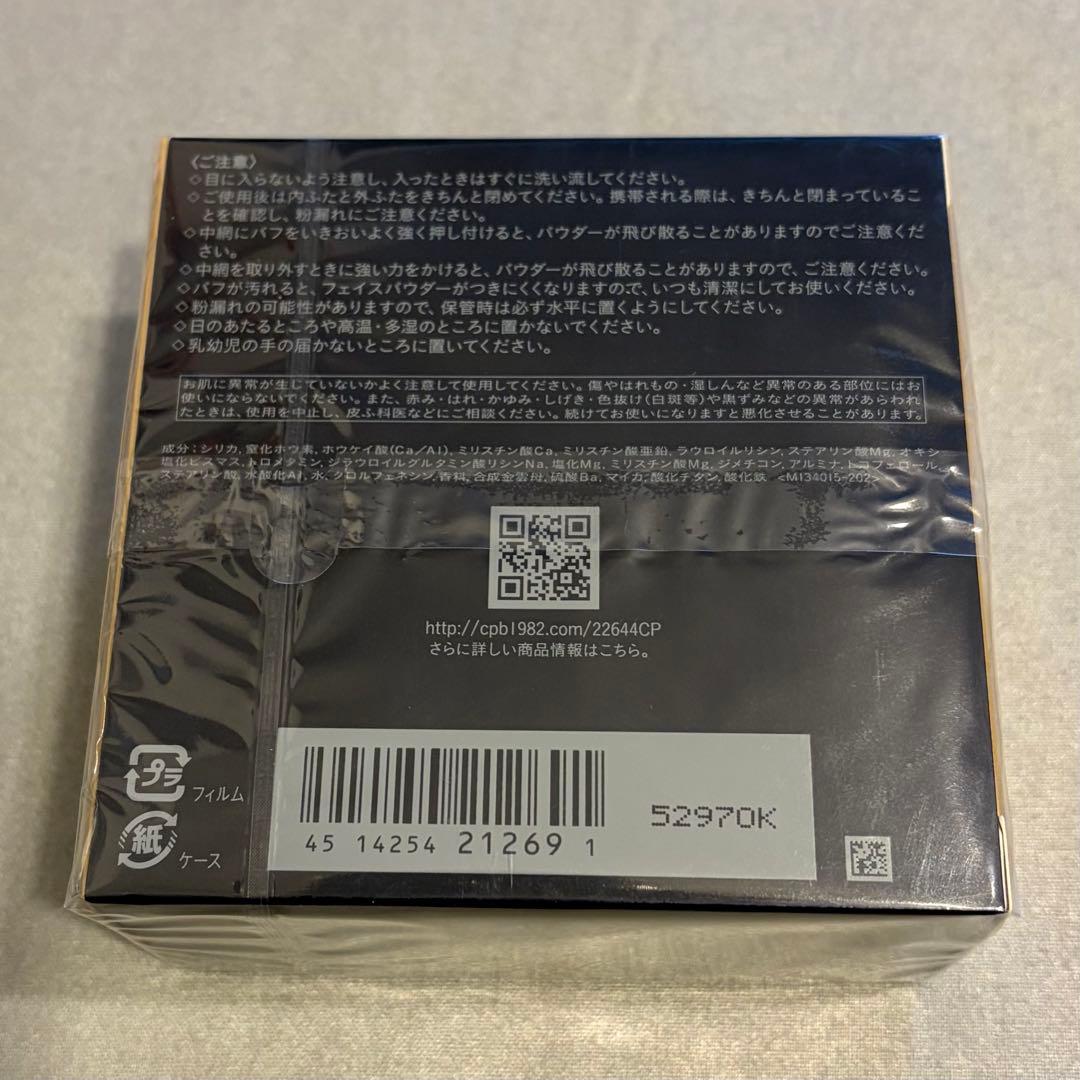 〈ご注意〉
◇目に入らないよう注意し、入ったときはすぐに洗い流してください。
◇ご使用後は内ふたと外ふたをきちんと閉めてください。携帯される際は、きちんと閉まっているこ
とを確認し、粉漏れにご注意ください。
◇中網にパフをいきおいよく強く押し付けると、パウダーが飛び散ることがありますのでご注意くだ
さい。
◇中網を取り外すときに強い力をかけると、パウダーが飛び散ることがありますので、ご注意ください。
◇パフが汚れると、フェイスパウダーがつきにくくなりますので、いつも清潔にしてお使いください。
◇粉漏れの可能性がありますので、保管時は必ず水平に置くようにしてください。
◇日のあたるところや高温・多湿のところに置かないでください。
◇乳幼児の手の届かないところに置いてください。
お肌に異常が生じていないかよく注意して使用してください。傷やはれもの・湿しんなど異常のある部位にはお
使いにならないでください。また、赤み・はれ・かゆみ・しげき・色抜け(白斑等)や黒ずみなどの異常があらわれ
たときは、使用を中止し、皮ふ科医などにご相談ください。続けてお使いになりますと悪化することがあります。
成分：シリカ, 窒化ホウ素, ホウケイ酸(Ca／Al), ミリスチン酸Ca, ミリスチン酸亜鉛, ラウロイルリシン, ステアリン酸Mg, オキシ
塩化ビスマス, トロメタミン, ジラウロイルグルタミン酸リシンNa, 塩化Mg, ミリスチン酸Mg, ジメチコン, アルミナ, トコフェロール,
ステアリン酸, 水酸化Al, 水, クロルフェネシン, 香料, 合成金雲母, 硫酸Ba, マイカ, 酸化チタン, 酸化鉄 <M134015-202>
http://cpb1982.com/22644CP
さらに詳しい商品情報はこちら。
プラ フィルム
紙 ケース
45 14254 21269 1
52970K